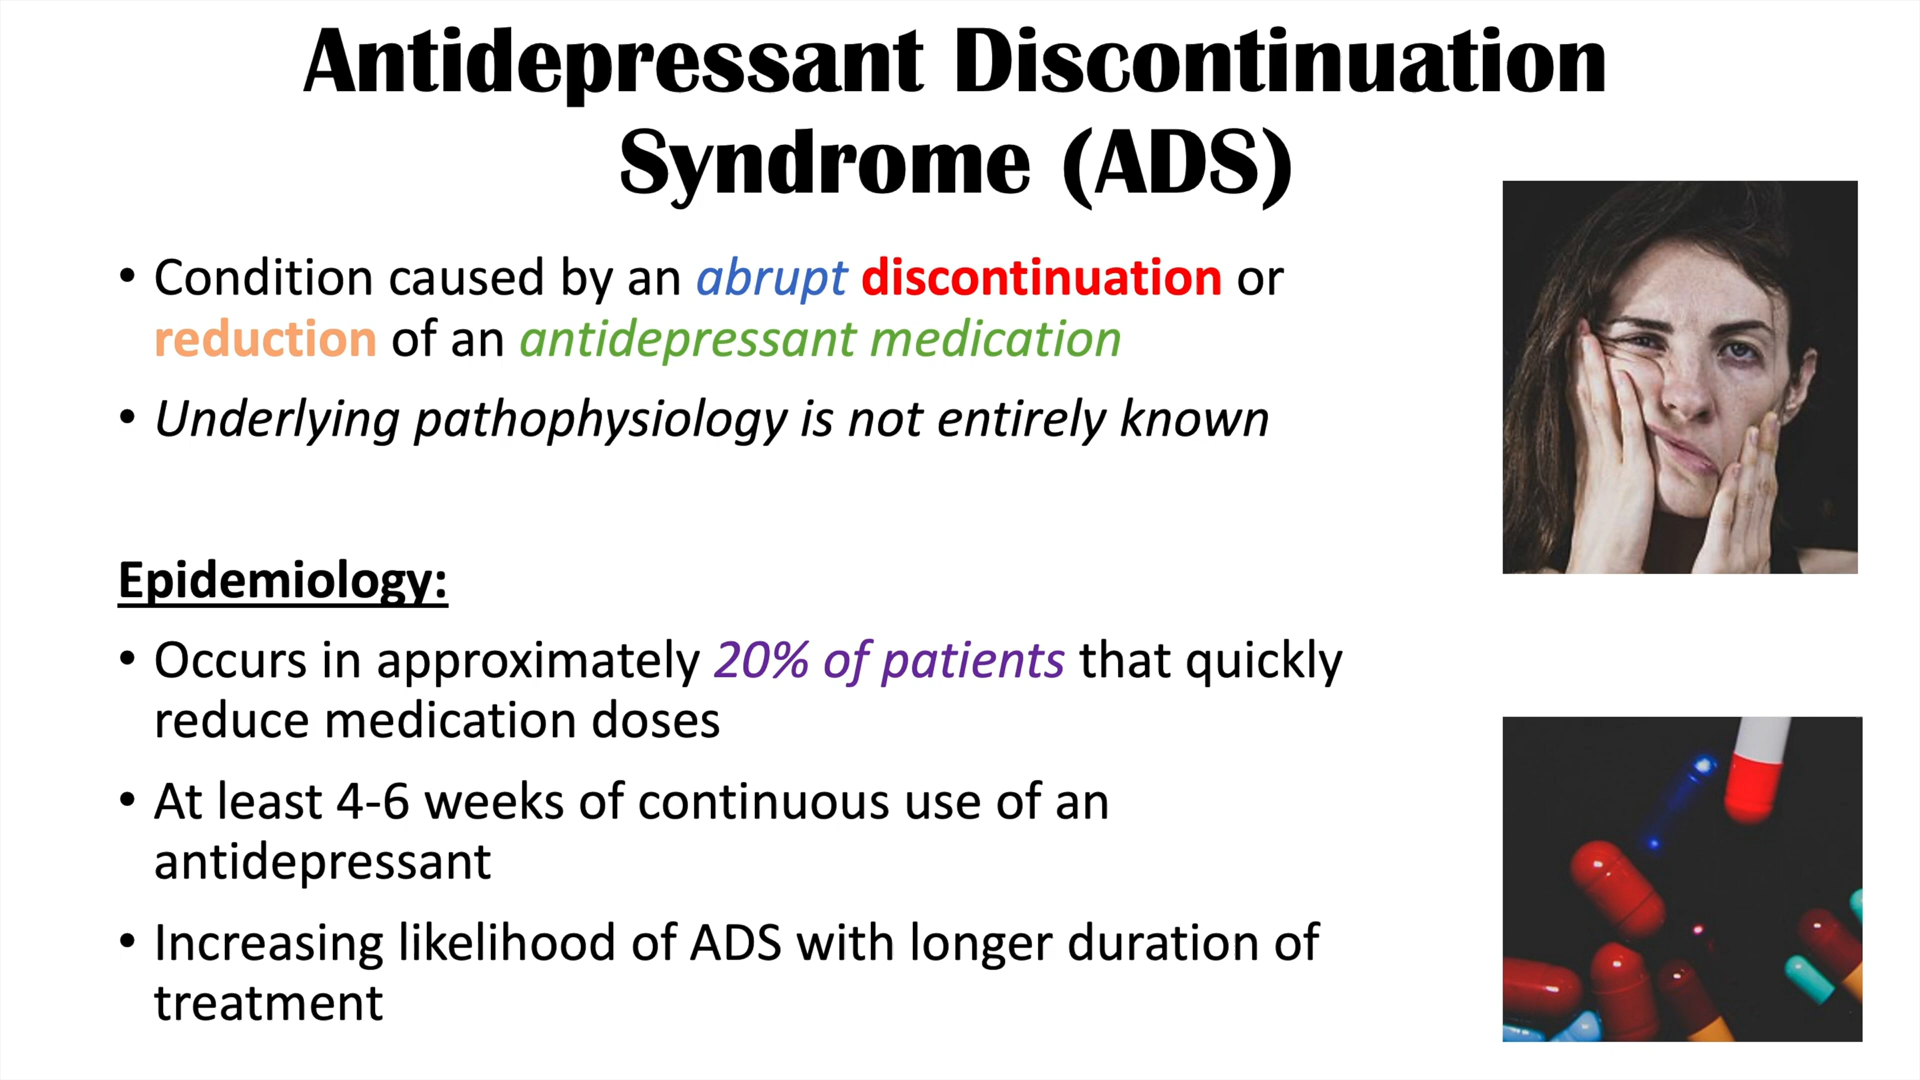 Antidepressant Discontinuation
Syndrome (ADS)
• Condition caused by an abrupt discontinuation or
reduction of an antidepressant medication
• Underlying pathophysiology is not entirely known
Epidemiology:
• Occurs in approximately 20% of patients that quickly
reduce medication doses
• At least 4-6 weeks of continuous use of an
antidepressant
• Increasing likelihood of ADS with longer duration of
treatment